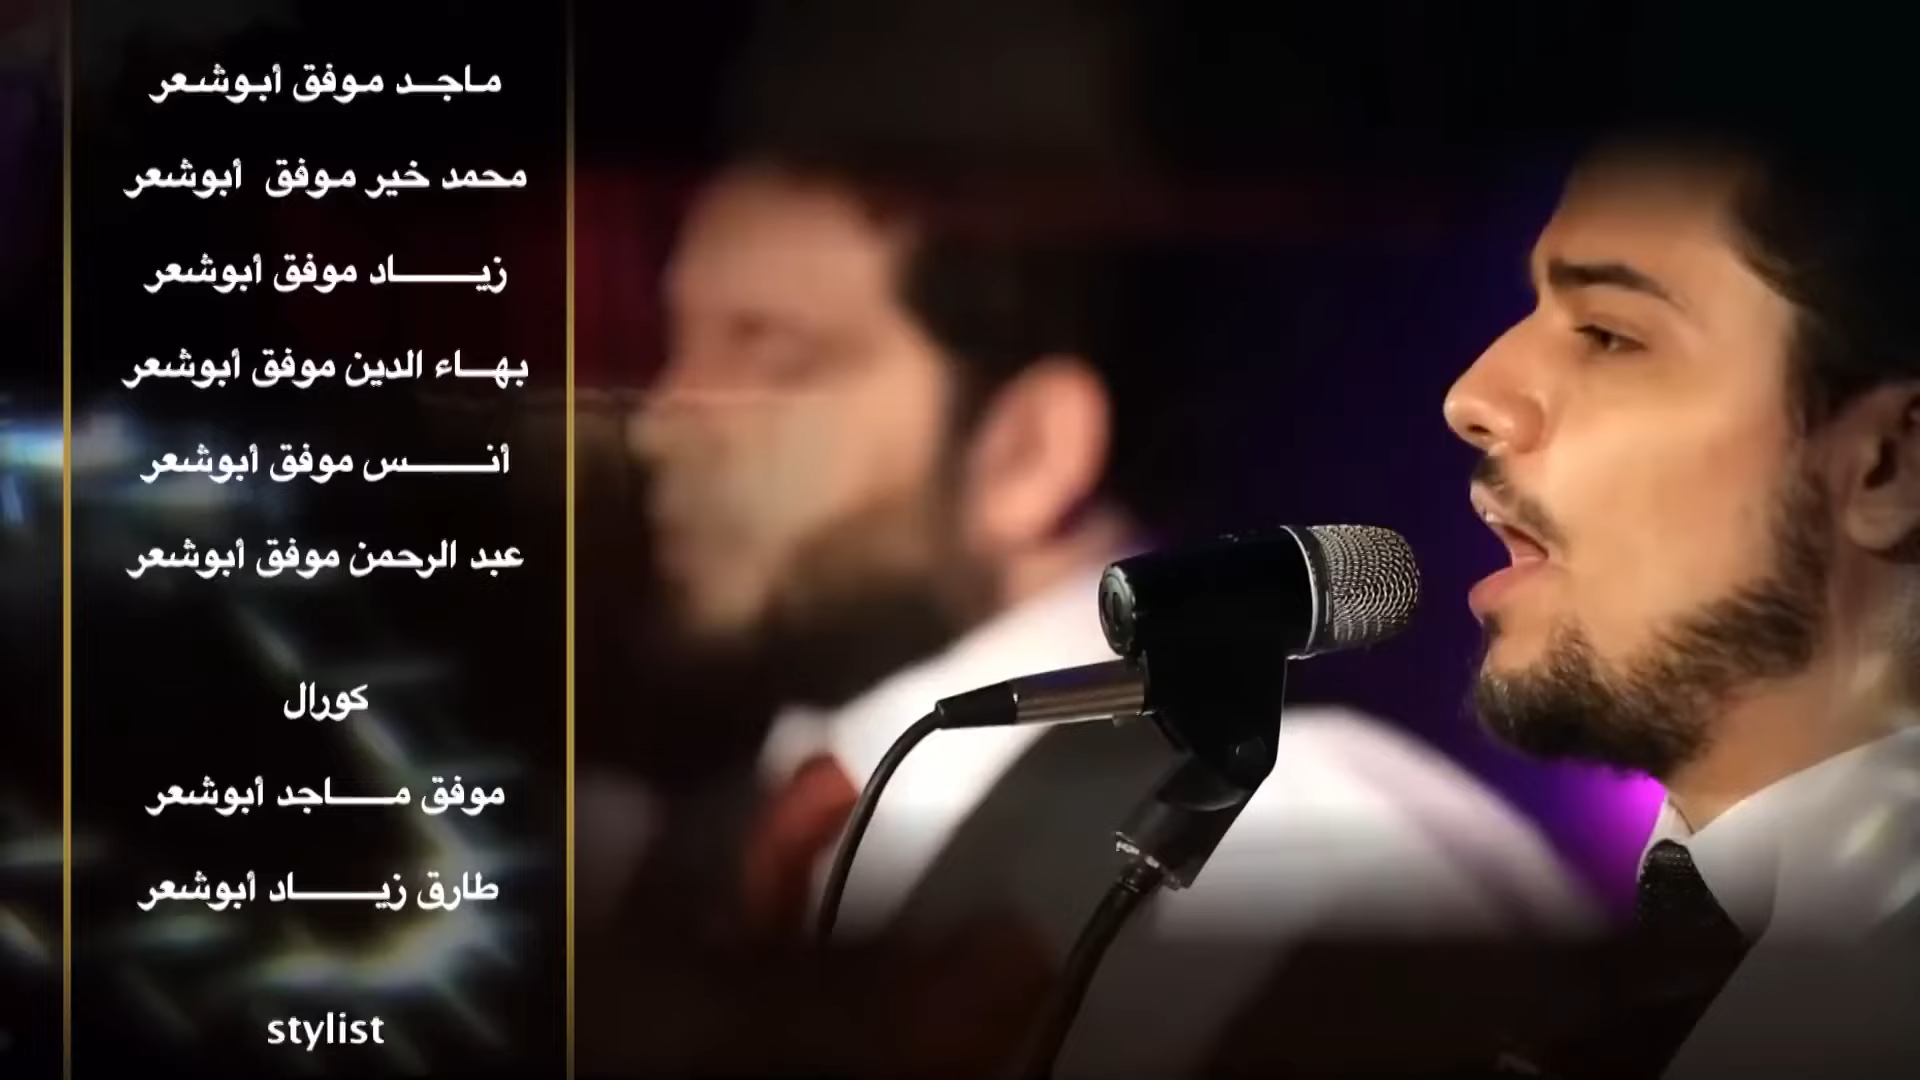 ماجد موفق أبوشعر
محمد خير موفق أبوشعر
زياد موفق أبوشعر
بهاء الدين موفق أبوشعر
أنس موفق أبوشعر
عبد الرحمن موفق أبوشعر
كورال
موفق ماجد أبوشعر
طارق زياد أبوشعر
stylist